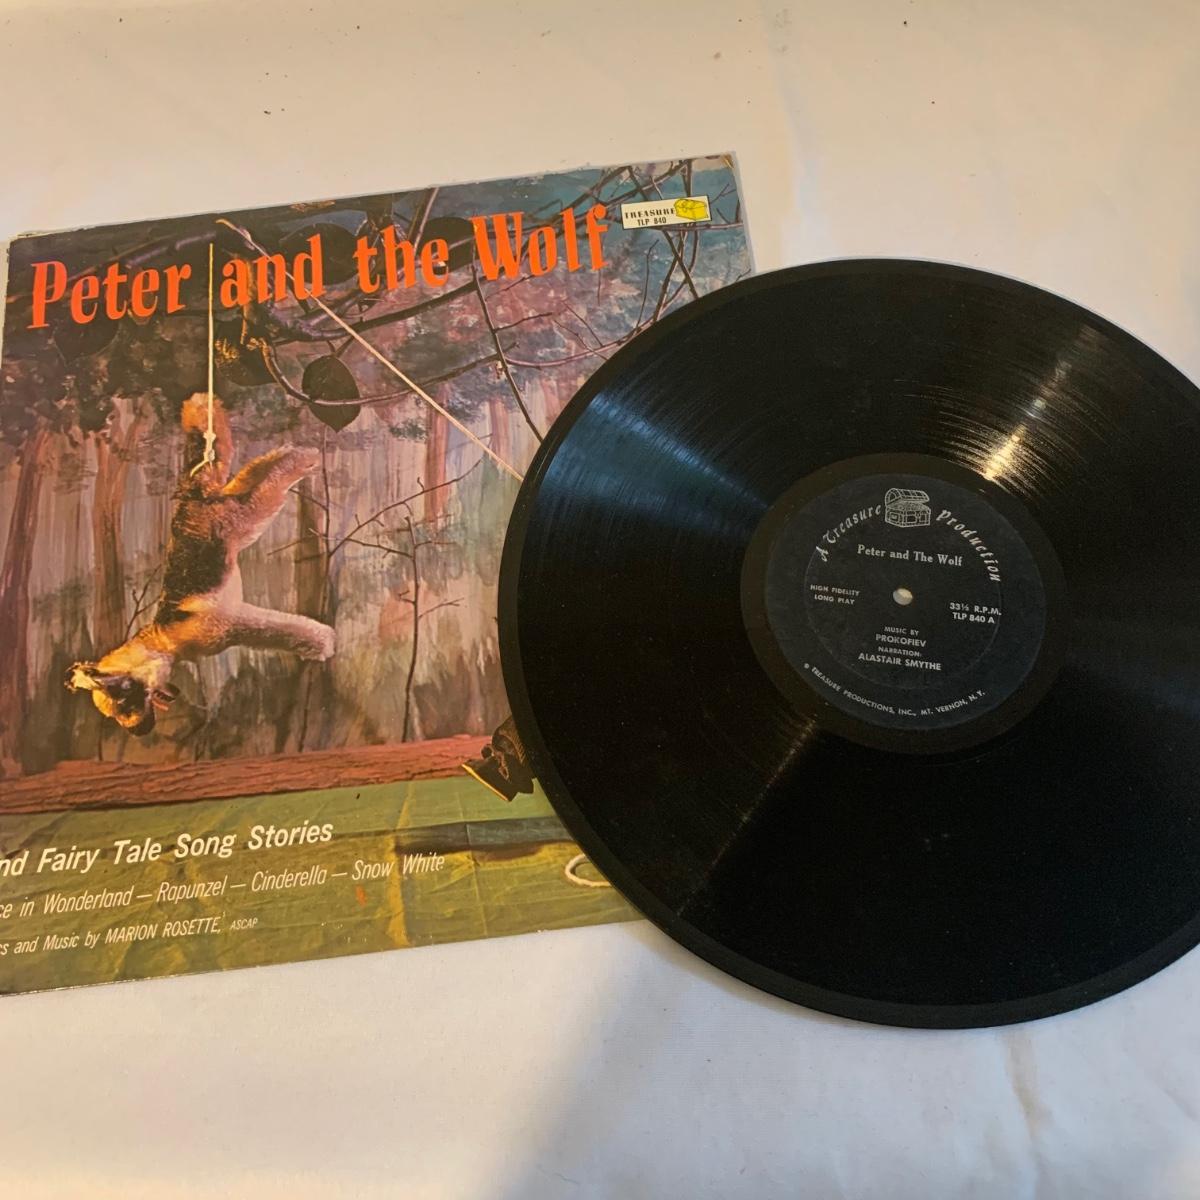 Peter and the Wolf
TREASURE
TLP 840
nd Fairy Tale Song Stories
ce in Wonderland — Rapunzel — Cinderella — Snow White
cs and Music by MARION ROSETTE, ASCAP
A Treasure Production
Peter and The Wolf
HIGH FIDELITY
LONG PLAY
33⅓ R.P.M.
TLP 840 A
MUSIC BY
PROKOFIEV
NARRATION:
ALASTAIR SMYTHE
© TREASURE PRODUCTIONS, INC., MT. VERNON, N.Y.